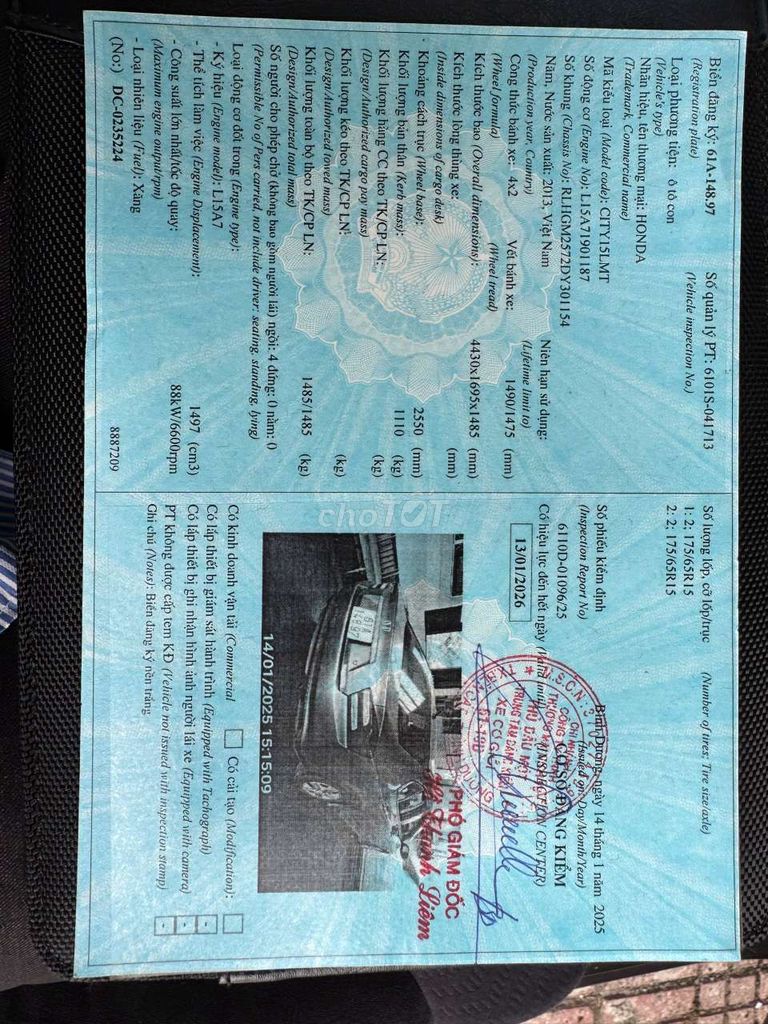 Biển đăng ký: 61A-148.97 Số quản lý PT: 6101S-041713
(Registration plate) (Vehicle inspection No.)
Loại phương tiện: ô tô con
(Vehicle's type)
Nhãn hiệu, tên thương mại: HONDA
(Trademark, Commercial name)
Mã kiểu loại (Model code): CITY15LMT
Số động cơ (Engine No): L15A71901187
Số khung (Chassis No): RLHGM2572DY301154
Năm, Nước sản xuất: 2013, Việt Nam Niên hạn sử dụng:
(Production year, Country) (Lifetime limit to)
Công thức bánh xe: 4x2 Vết bánh xe: 1490/1475 (mm)
(Wheel formula) (Wheel tread)
Kích thước bao (Overall dimensions): 4430x1695x1485 (mm)
Kích thước lòng thùng xe: (mm)
(Inside dimensions of cargo desk)
Khoảng cách trục (Wheel base): 2550 (mm)
Khối lượng bản thân (Kerb mass): 1110 (kg)
Khối lượng hàng CC theo TK/CP LN: (kg)
(Design/Authorized cargo pay mass)
Khối lượng kéo theo TK/CP LN: (kg)
(Design/Authorized towed mass)
Khối lượng toàn bộ theo TK/CP LN: 1485/1485 (kg)
(Design/Authorized total mass)
Số người cho phép chở (không bao gồm người lái) ngồi: 4 đứng: 0 nằm: 0
(Permissible No of Pers carried, not include driver: seating, standing, lying)
Loại động cơ đốt trong (Engine type):
- Ký hiệu (Engine model): L15A7
- Thể tích làm việc (Engine Displacement): 1497 (cm3)
- Công suất lớn nhất/tốc độ quay: 88kW/6600rpm
(Maximum engine output/rpm)
- Loại nhiên liệu (Fuel): Xăng
(No:) DC-0235224 8887209
Số lượng lốp, cỡ lốp/trục (Number of tires; Tire size/axle)
1: 2; 175/65R15
2: 2; 175/65R15
Số phiếu kiểm định
(Inspection Report No)
6110D-01096/25
Có hiệu lực đến hết ngày (Valid until)
13/01/2026
Bình Dương, ngày 14 tháng 1 năm 2025
(Issued on: Day/Month/Year)
CƠ SỞ ĐĂNG KIỂM
INSPECTION CENTER)
PHÓ GIÁM ĐỐC
61A
148.97
14/01/2025 15:15:09
choTOT
Có kinh doanh vận tải (Commercial Có cải tạo (Modification):
Có lắp thiết bị giám sát hành trình (Equipped with Tachograph) -
Có lắp thiết bị ghi nhận hình ảnh người lái xe (Equipped with camera) -
PT không được cấp tem KĐ (Vehicle not issued with inspection stamp) -
Ghi chú (Notes): Biển đăng ký nền trắng